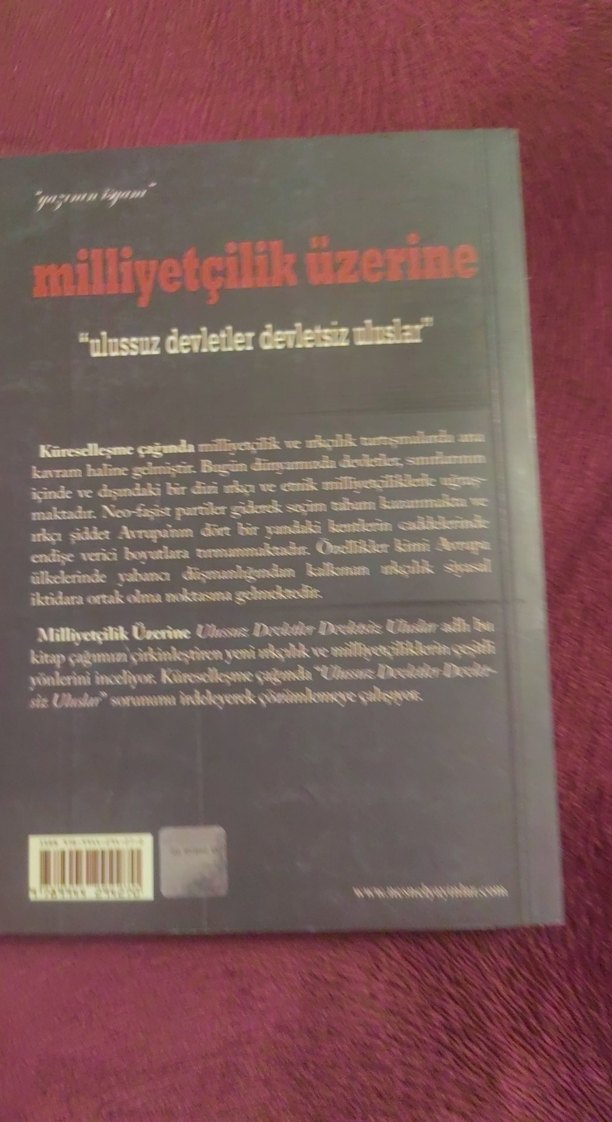 "yazının isyanı"
milliyetçilik üzerine
"ulussuz devletler devletsiz uluslar"
Küreselleşme çağında milliyetçilik ve ırkçılık tartışmalarda ana
kavram haline gelmiştir. Bugün dünyamızda devletler, sınırlarının
içinde ve dışındaki bir dizi ırkçı ve etnik milliyetçiliklerle uğraş-
maktadır. Neo-faşist partiler giderek seçim tabanı kazanmakta ve
ırkçı şiddet Avrupa'nın dört bir yandaki kentlerin caddelerinde
endişe verici boyutlara tırmanmaktadır. Özellikler kimi Avrupa
ülkelerinde yabancı düşmanlığından kalkınan ırkçılık siyasal
iktidara ortak olma noktasına gelmektedir.
Milliyetçilik Üzerine Ulussuz Devletler Devletsiz Uluslar adlı bu
kitap çağımızı çirkinleştiren yeni ırkçılık ve milliyetçiliklerin çeşitli
yönlerini inceliyor. Küreselleşme çağında "Ulussuz Devletler Devlet-
siz Uluslar" sorununu irdeleyerek çözümlemeye çalışıyor.